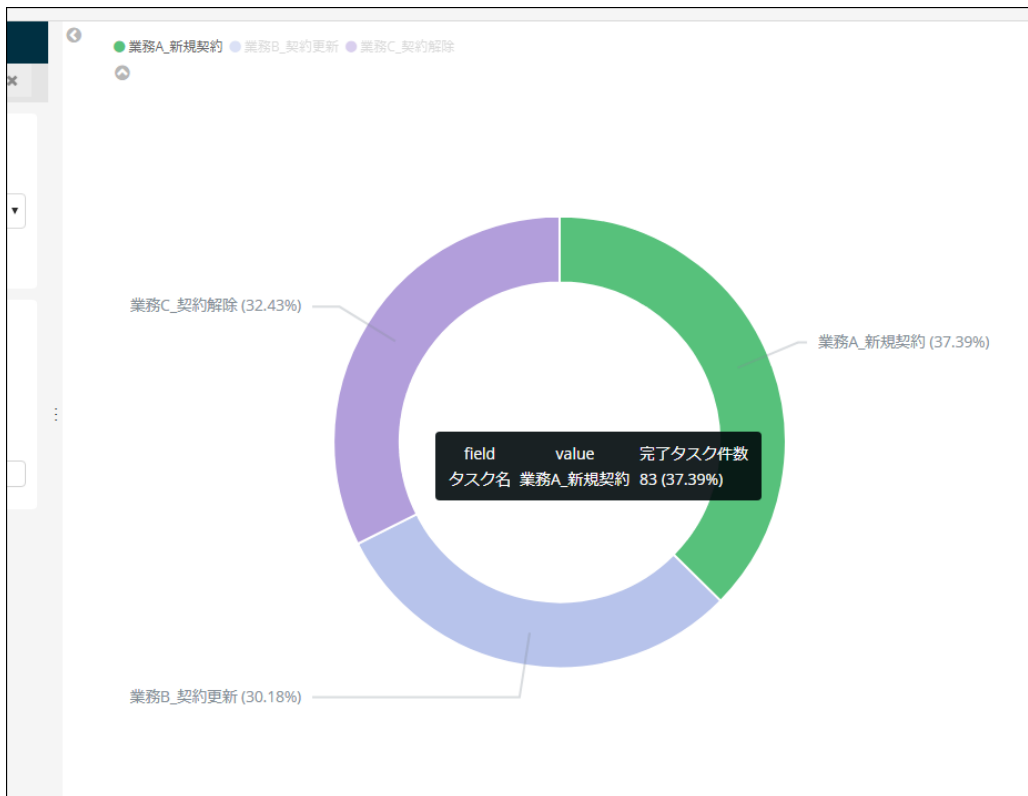 業務A_新規契約 業務B_契約更新 業務C_契約解除
業務C_契約解除 (32.43%)
業務A_新規契約 (37.39%)
field value 完了タスク件数
タスク名 業務A_新規契約 83 (37.39%)
業務B_契約更新 (30.18%)